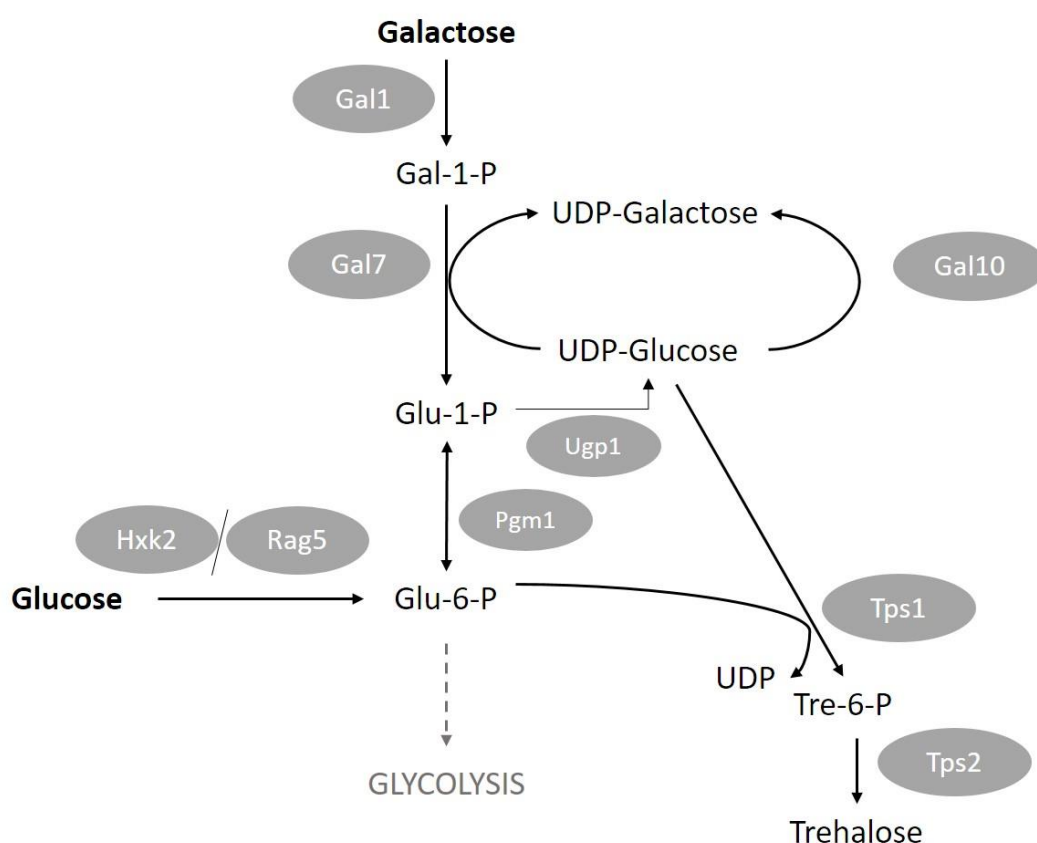 Galactose
Gal1
Gal-1-P
UDP-Galactose
Gal7
Gal10
UDP-Glucose
Glu-1-P
Ugp1
Pgm1
Hxk2 / Rag5
Glucose
Glu-6-P
Tps1
UDP
Tre-6-P
Tps2
GLYCOLYSIS
Trehalose